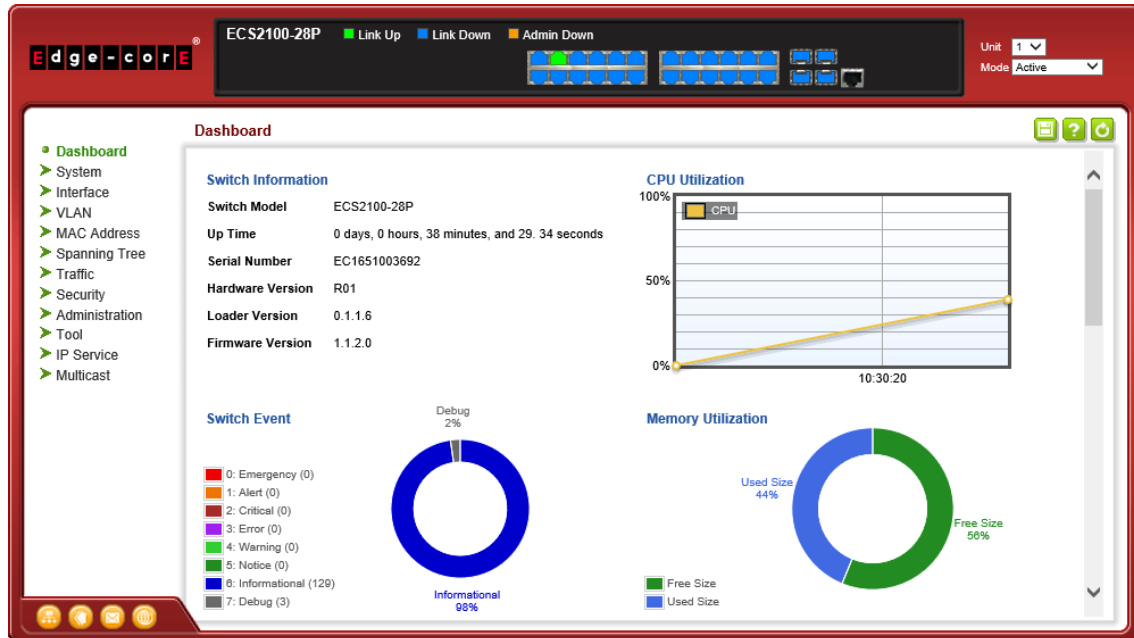 Edge-corE®
ECS2100-28P Link Up Link Down Admin Down
Unit 1
Mode Active
Dashboard
Dashboard
System
Interface
VLAN
MAC Address
Spanning Tree
Traffic
Security
Administration
Tool
IP Service
Multicast
Switch Information
Switch Model ECS2100-28P
Up Time 0 days, 0 hours, 38 minutes, and 29. 34 seconds
Serial Number EC1651003692
Hardware Version R01
Loader Version 0.1.1.6
Firmware Version 1.1.2.0
CPU Utilization
100%
CPU
50%
0%
10:30:20
Switch Event
Debug
2%
0: Emergency (0)
1: Alert (0)
2: Critical (0)
3: Error (0)
4: Warning (0)
5: Notice (0)
6: Informational (129)
7: Debug (3)
Informational
98%
Memory Utilization
Used Size
44%
Free Size
56%
Free Size
Used Size